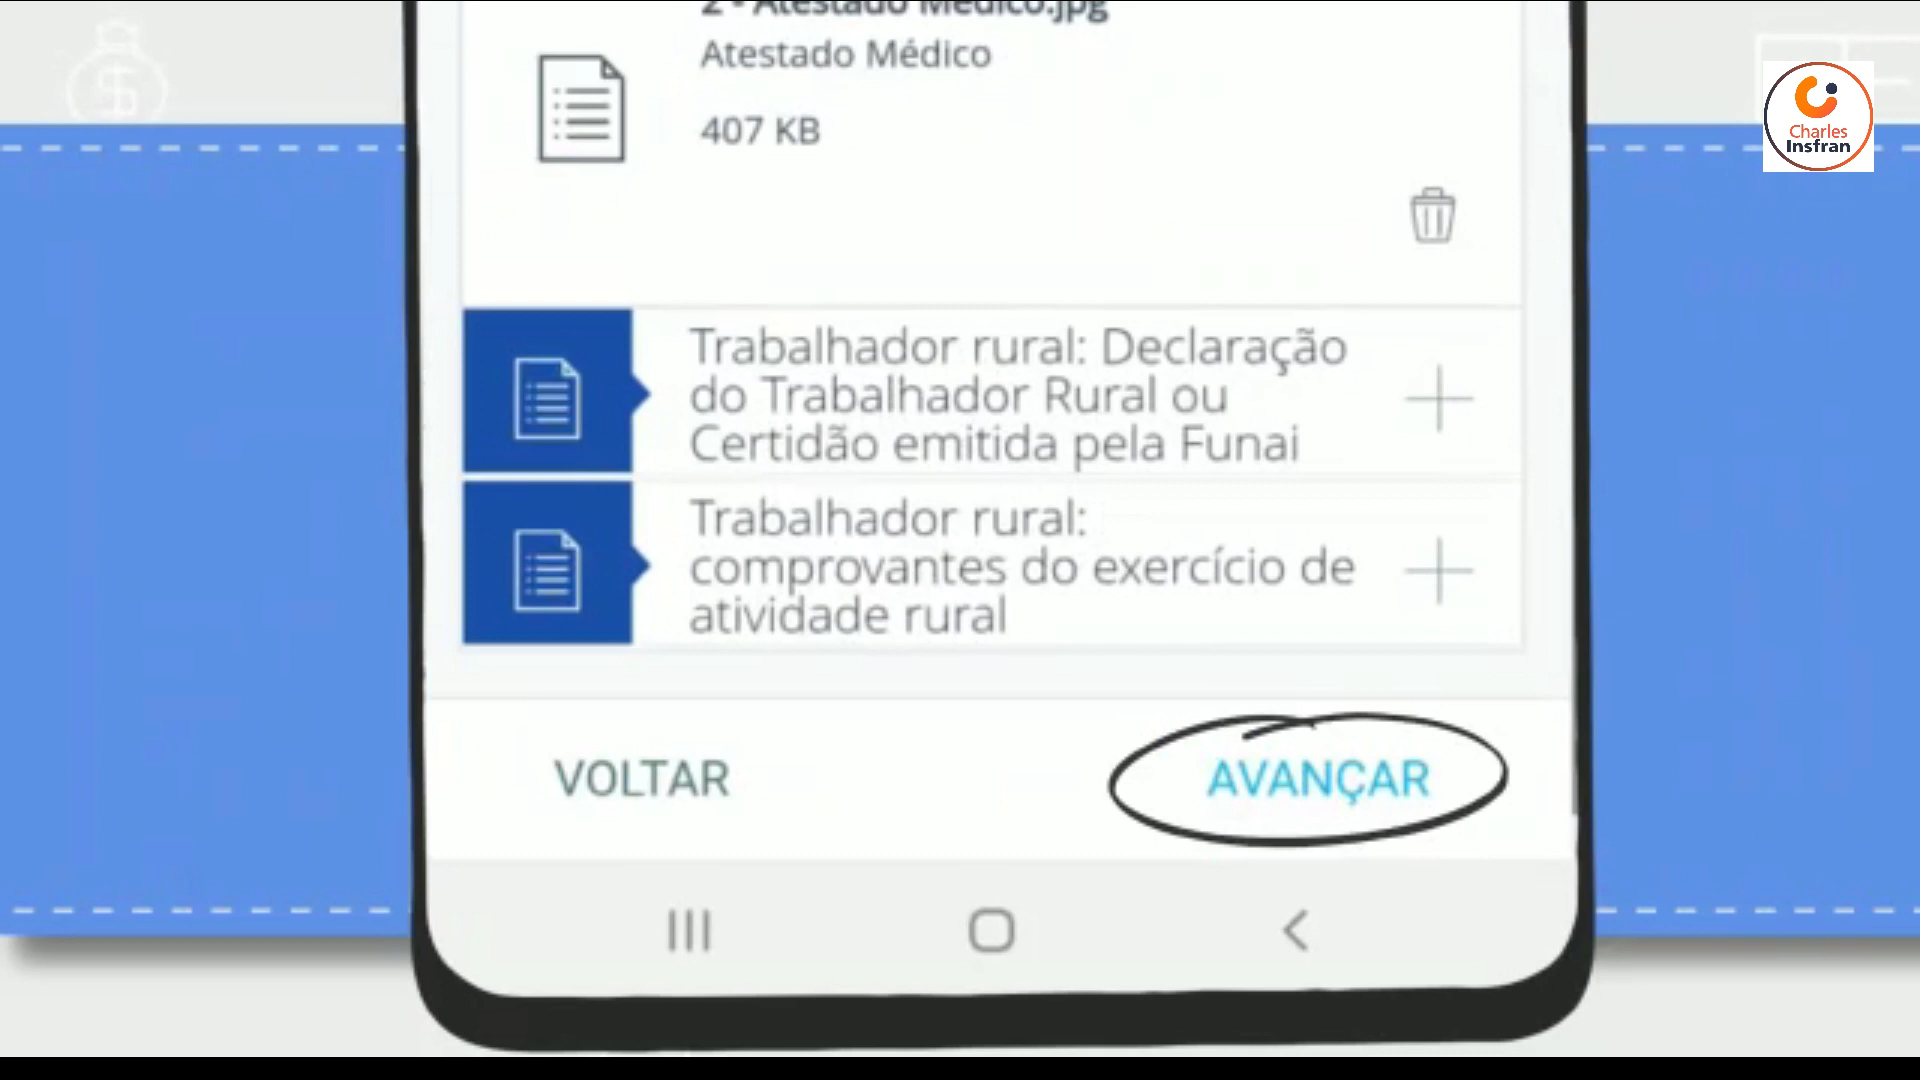 2 - Atestado Médico.jpg
Atestado Médico
407 KB
Charles
Insfran
Trabalhador rural: Declaração
do Trabalhador Rural ou
Certidão emitida pela Funai
Trabalhador rural:
comprovantes do exercício de
atividade rural
VOLTAR
AVANÇAR